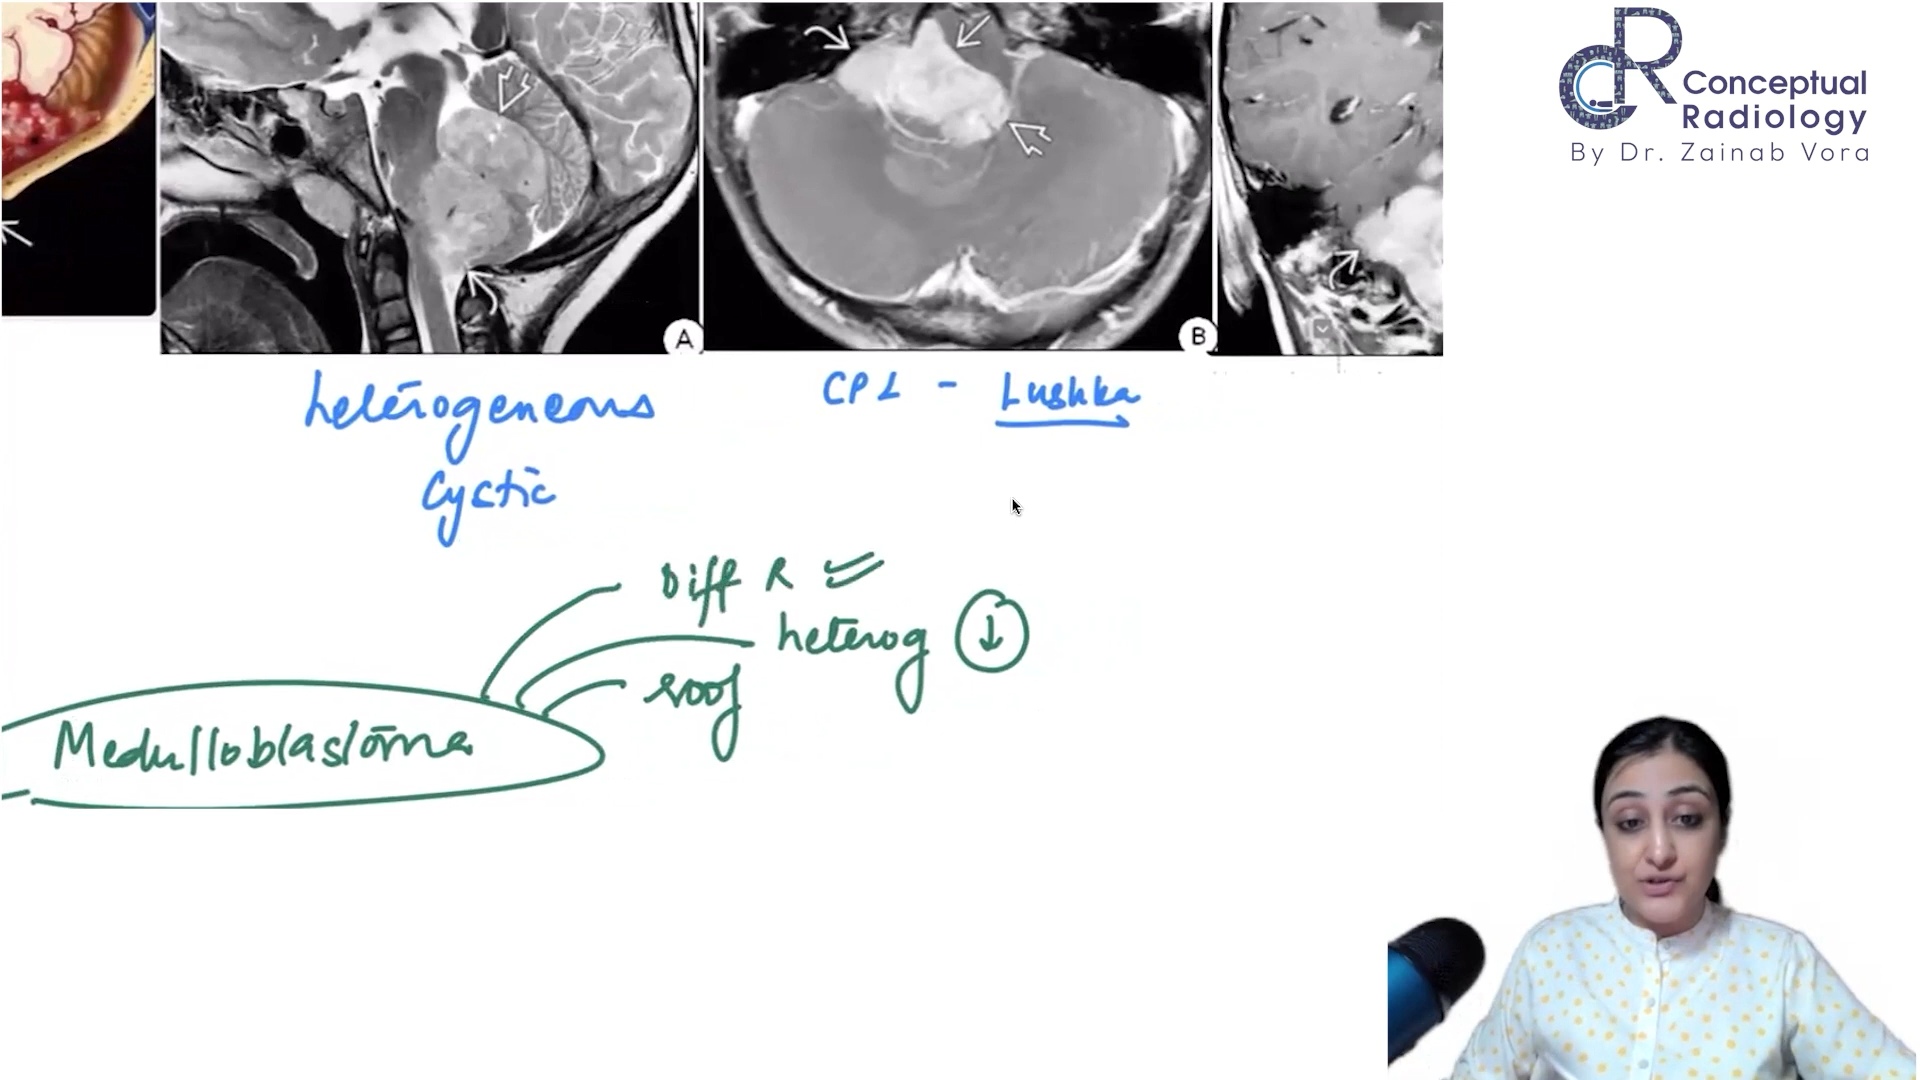 A
B
Conceptual
Radiology
By Dr. Zainab Vora
heterogeneous
cystic
CPL - Lushka
Diff R
heterog ↓
roof
Medulloblastoma